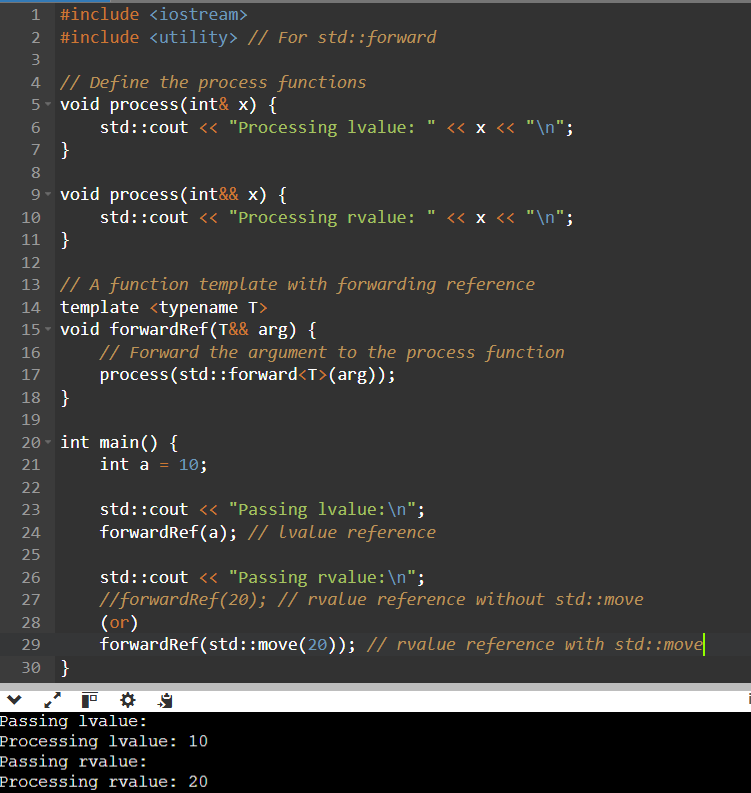 1 #include <iostream>
2 #include <utility> // For std::forward
3
4 // Define the process functions
5 void process(int& x) {
6     std::cout << "Processing lvalue: " << x << "\n";
7 }
8
9 void process(int&& x) {
10     std::cout << "Processing rvalue: " << x << "\n";
11 }
12
13 // A function template with forwarding reference
14 template <typename T>
15 void forwardRef(T&& arg) {
16     // Forward the argument to the process function
17     process(std::forward<T>(arg));
18 }
19
20 int main() {
21     int a = 10;
22
23     std::cout << "Passing lvalue:\n";
24     forwardRef(a); // lvalue reference
25
26     std::cout << "Passing rvalue:\n";
27     //forwardRef(20); // rvalue reference without std::move
28     (or)
29     forwardRef(std::move(20)); // rvalue reference with std::move
30 }
Passing lvalue:
Processing lvalue: 10
Passing rvalue:
Processing rvalue: 20